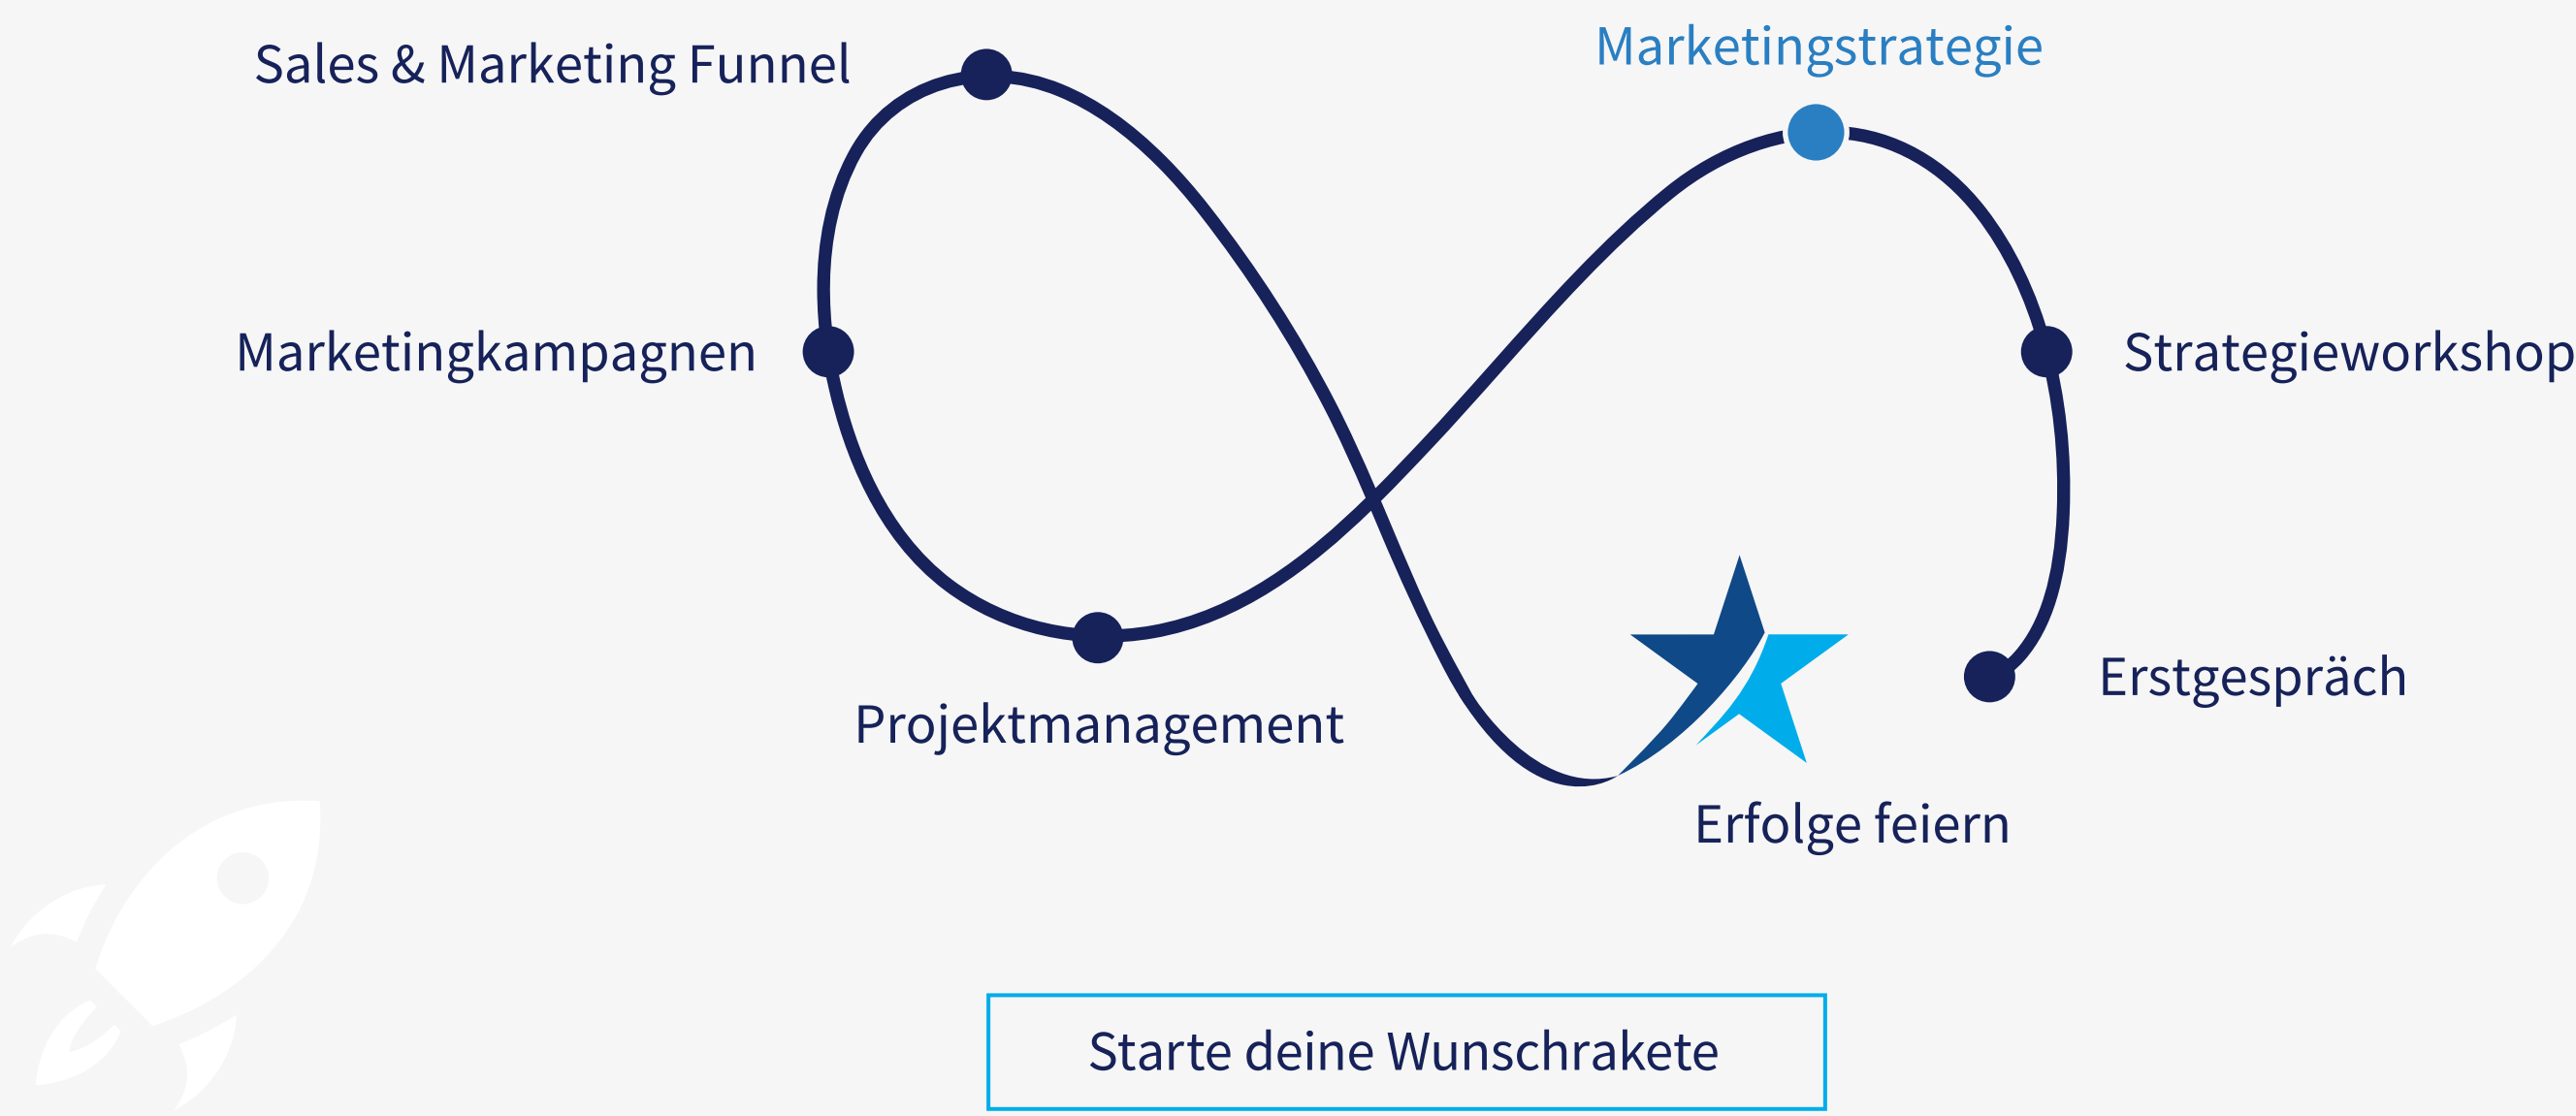 Sales & Marketing Funnel
Marketingstrategie
Marketingkampagnen
Strategieworkshop
Projektmanagement
Erstgespräch
Erfolge feiern
Starte deine Wunschrakete